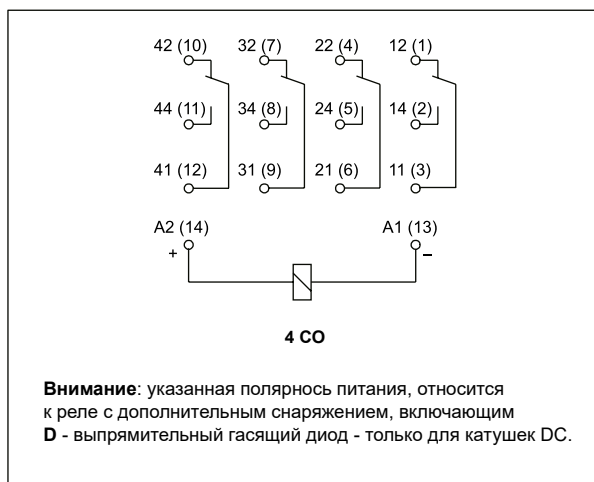 42 (10) 32 (7) 22 (4) 12 (1)
44 (11) 34 (8) 24 (5) 14 (2)
41 (12) 31 (9) 21 (6) 11 (3)
A2 (14) A1 (13)
+ –
4 CO
Внимание: указанная полярнось питания, относится
к реле с дополнительным снаряжением, включающим
D - выпрямительный гасящий диод - только для катушек DC.